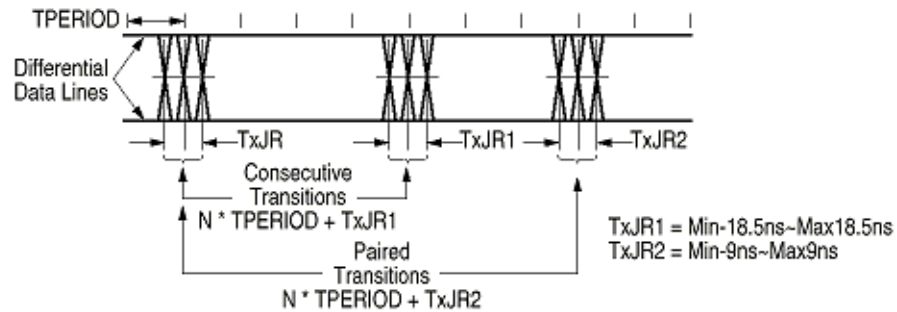 TPERIOD
Differential
Data Lines
TxJR
TxJR1
TxJR2
Consecutive
Transitions
N * TPERIOD + TxJR1
Paired
Transitions
N * TPERIOD + TxJR2
TxJR1 = Min-18.5ns~Max18.5ns
TxJR2 = Min-9ns~Max9ns